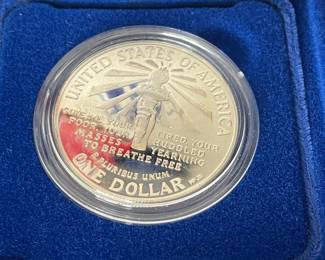 UNITED STATES OF AMERICA
GIVE ME YOUR TIRED, YOUR
POOR, YOUR HUDDLED
MASSES YEARNING
TO BREATHE FREE
E PLURIBUS UNUM
ONE DOLLAR